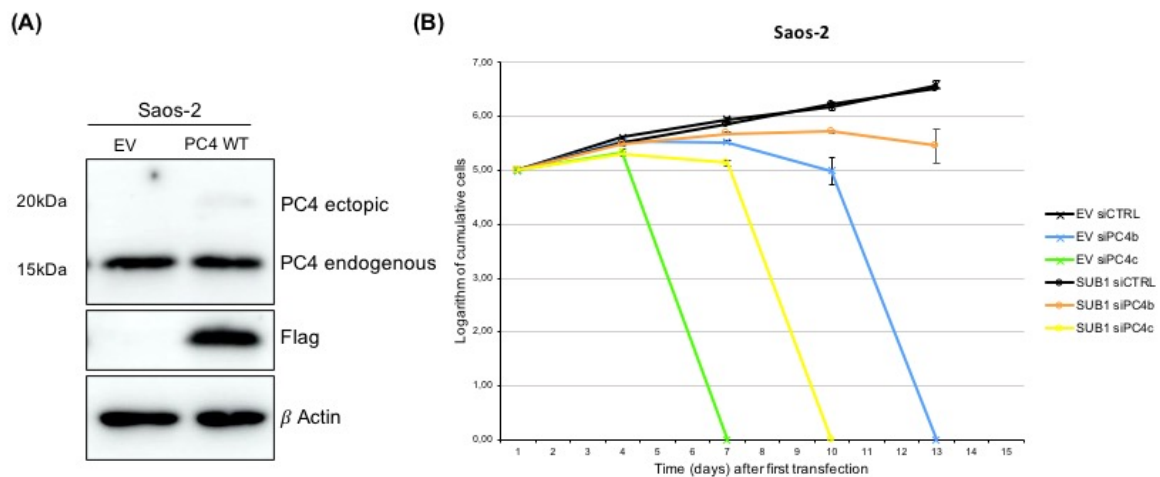 (A)
Saos-2
EV PC4 WT
20kDa
PC4 ectopic
15kDa
PC4 endogenous
Flag
β Actin
(B)
Saos-2
Logarithm of cumulative cells
7,00
6,00
5,00
4,00
3,00
2,00
1,00
0,00
1 2 3 4 5 6 7 8 9 10 11 12 13 14 15
Time (days) after first transfection
EV siCTRL
EV siPC4b
EV siPC4c
SUB1 siCTRL
SUB1 siPC4b
SUB1 siPC4c